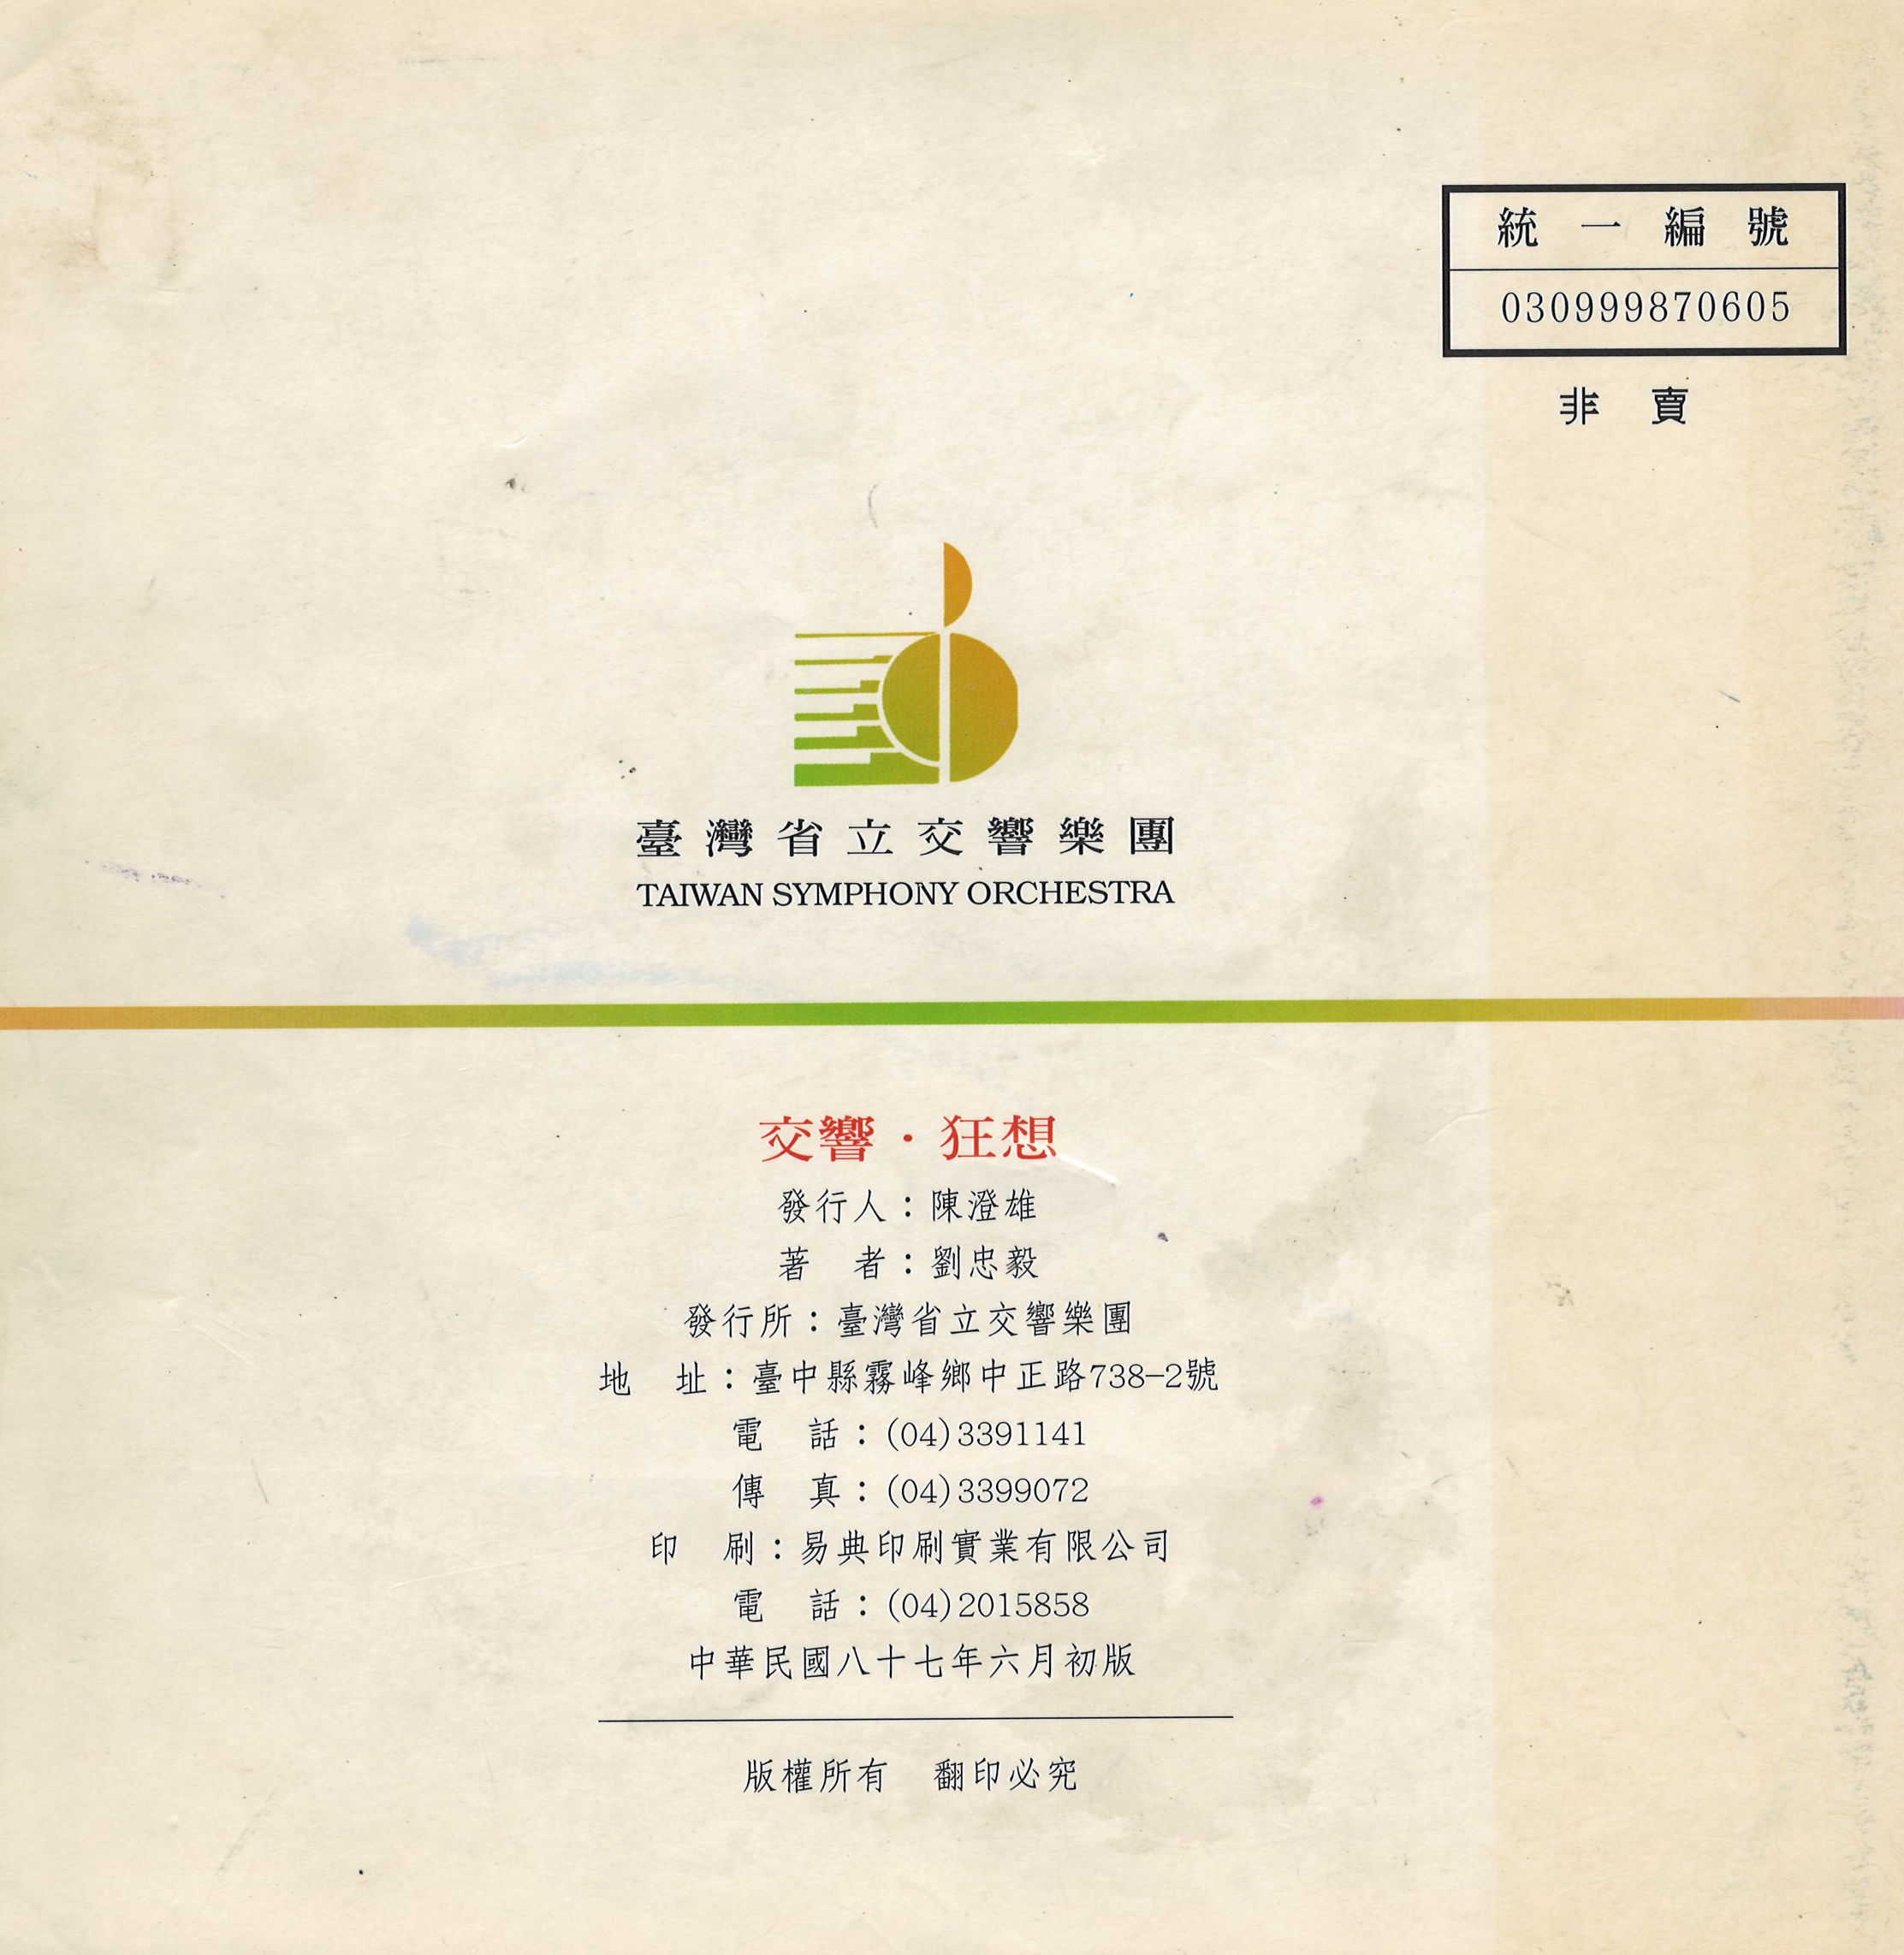 統一編號
030999870605
非賣
臺灣省立交響樂團
TAIWAN SYMPHONY ORCHESTRA
交響·狂想
發行人：陳澄雄
著　者：劉忠毅
發行所：臺灣省立交響樂團
地　址：臺中縣霧峰鄉中正路738-2號
電　話：(04)3391141
傳　真：(04)3399072
印　刷：易典印刷實業有限公司
電　話：(04)2015858
中華民國八十七年六月初版
版權所有　翻印必究